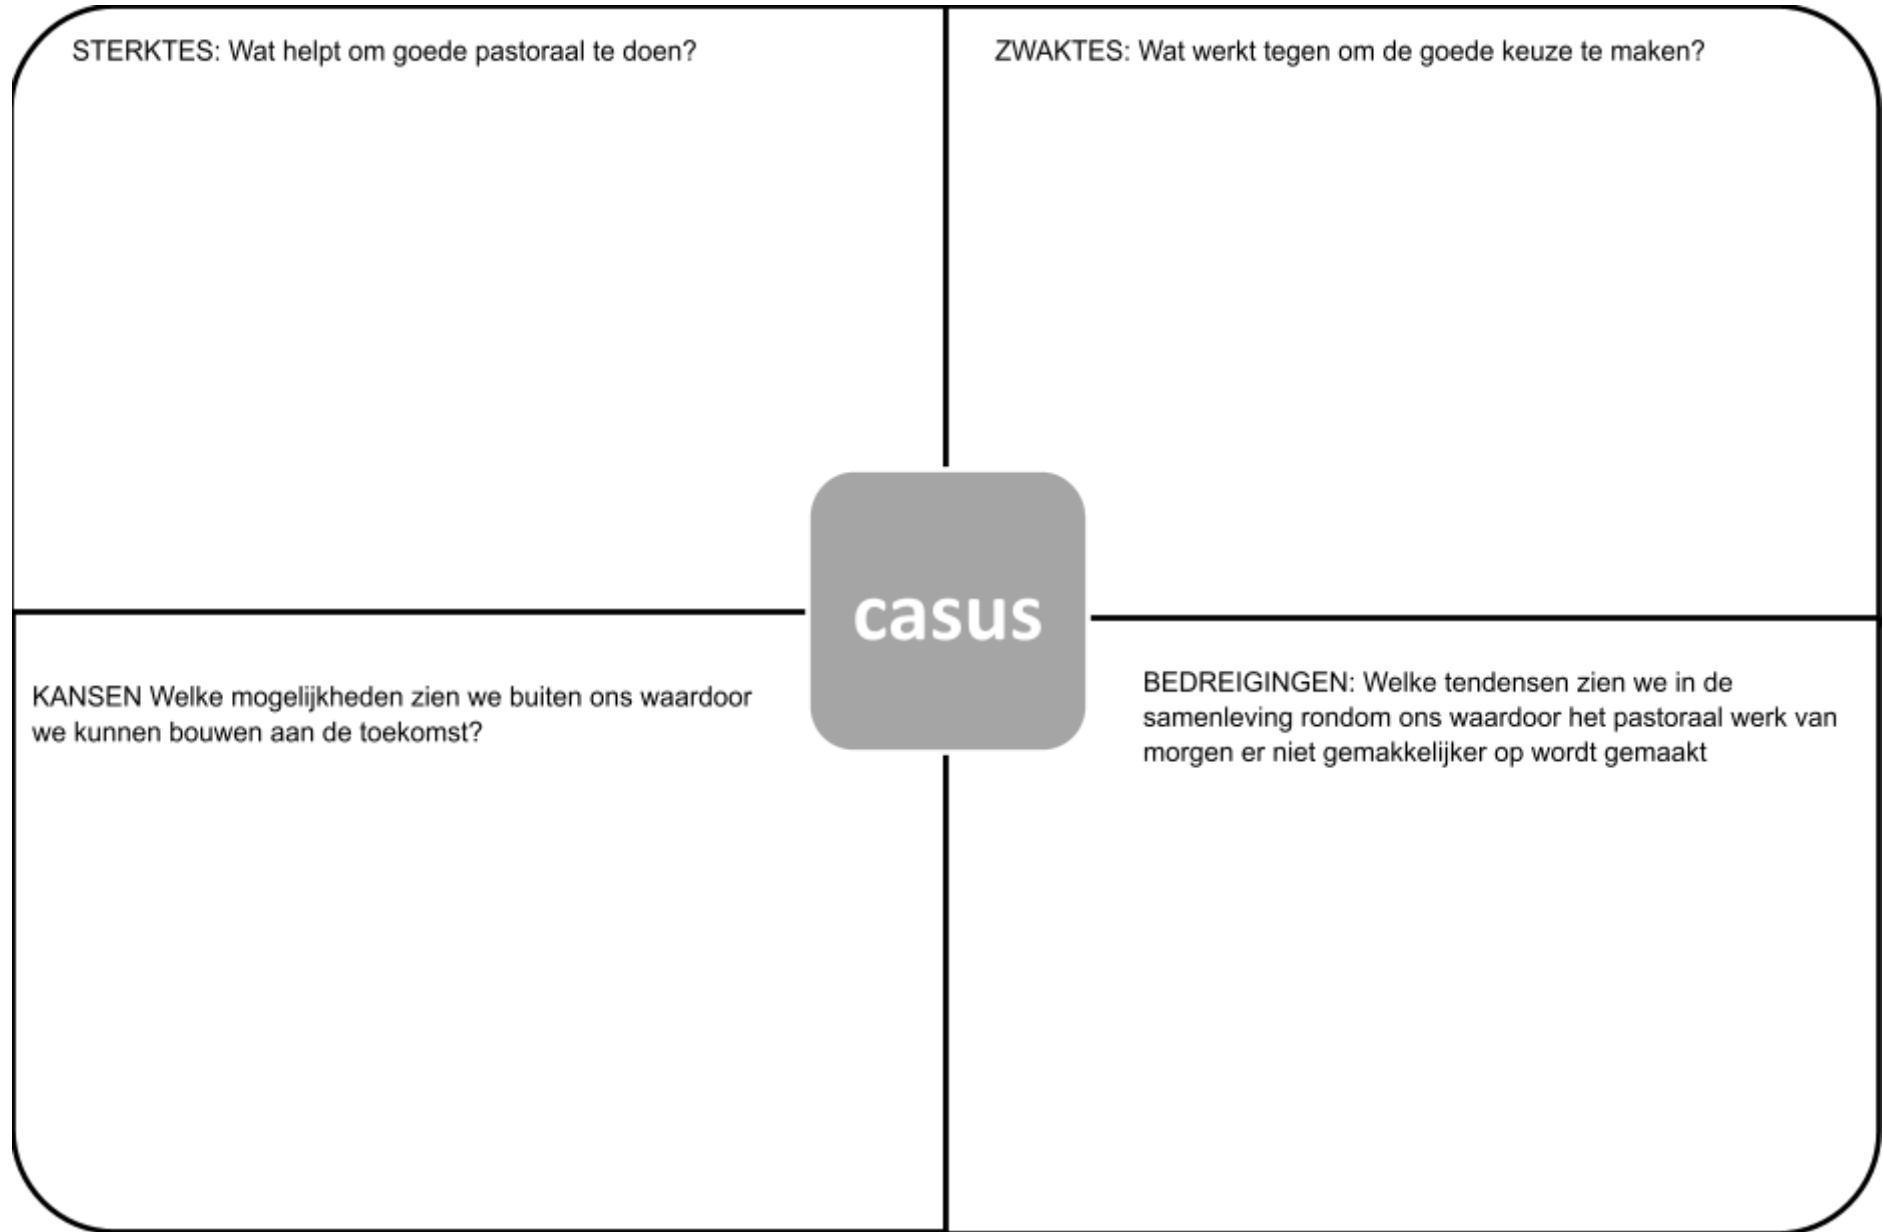 STERKTES: Wat helpt om goede pastoraal te doen?
ZWAKTES: Wat werkt tegen om de goede keuze te maken?
casus
KANSEN Welke mogelijkheden zien we buiten ons waardoor
we kunnen bouwen aan de toekomst?
BEDREIGINGEN: Welke tendensen zien we in de
samenleving rondom ons waardoor het pastoraal werk van
morgen er niet gemakkelijker op wordt gemaakt